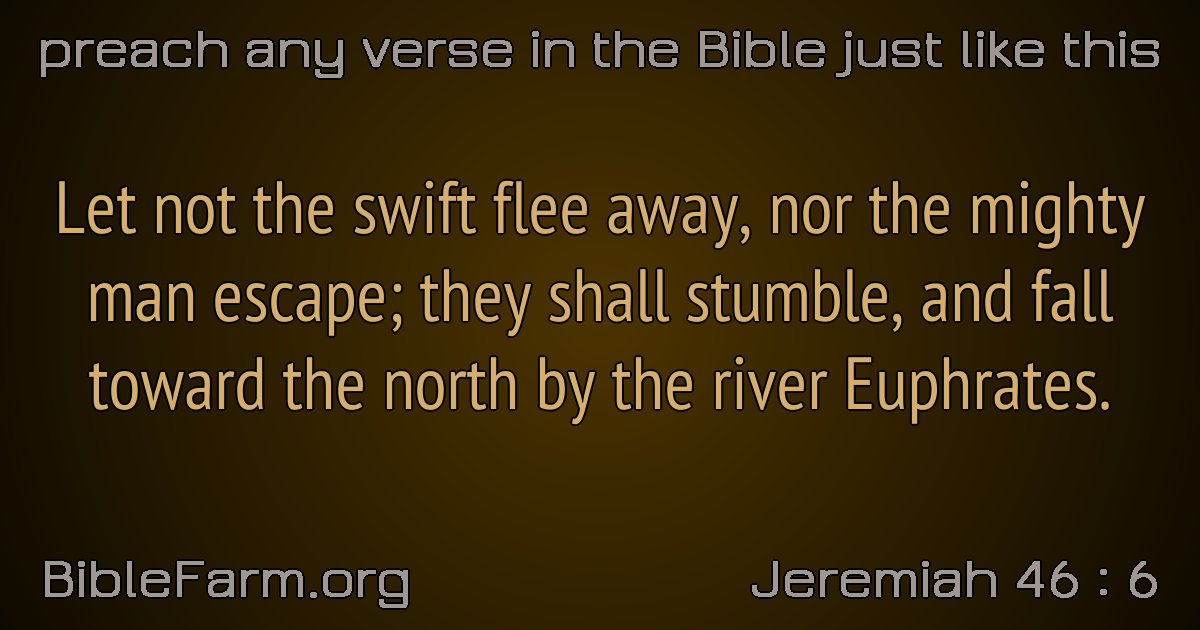 preach any verse in the Bible just like this
Let not the swift flee away, nor the mighty
man escape; they shall stumble, and fall
toward the north by the river Euphrates.
BibleFarm.org
Jeremiah 46 : 6